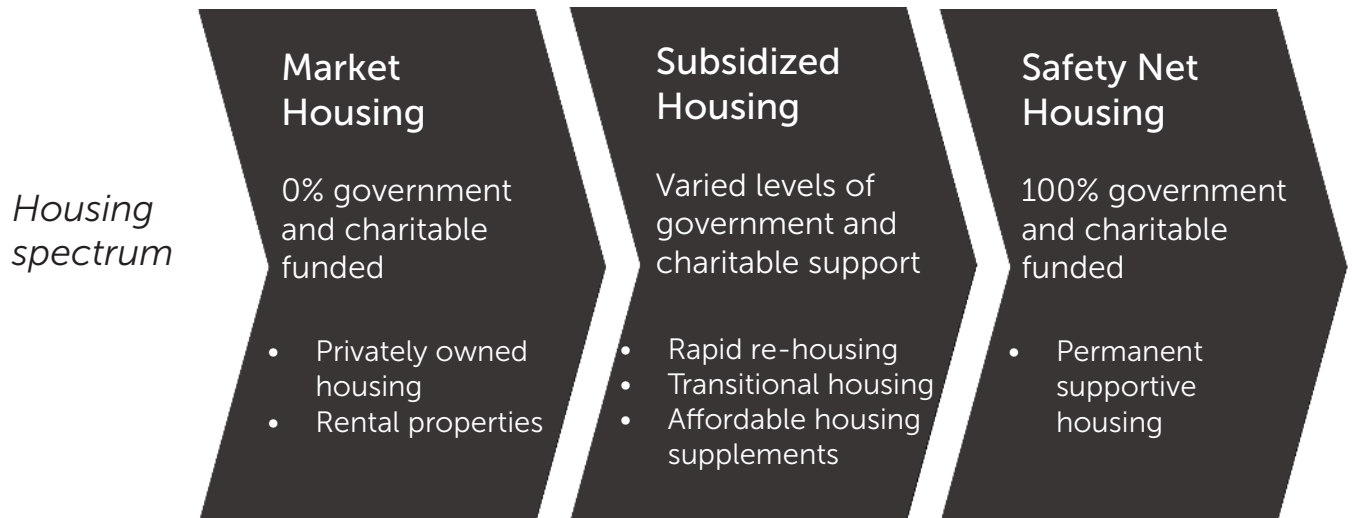 Housing
spectrum
Market
Housing
0% government
and charitable
funded
• Privately owned
housing
• Rental properties
Subsidized
Housing
Varied levels of
government and
charitable support
• Rapid re-housing
• Transitional housing
• Affordable housing
supplements
Safety Net
Housing
100% government
and charitable
funded
• Permanent
supportive
housing